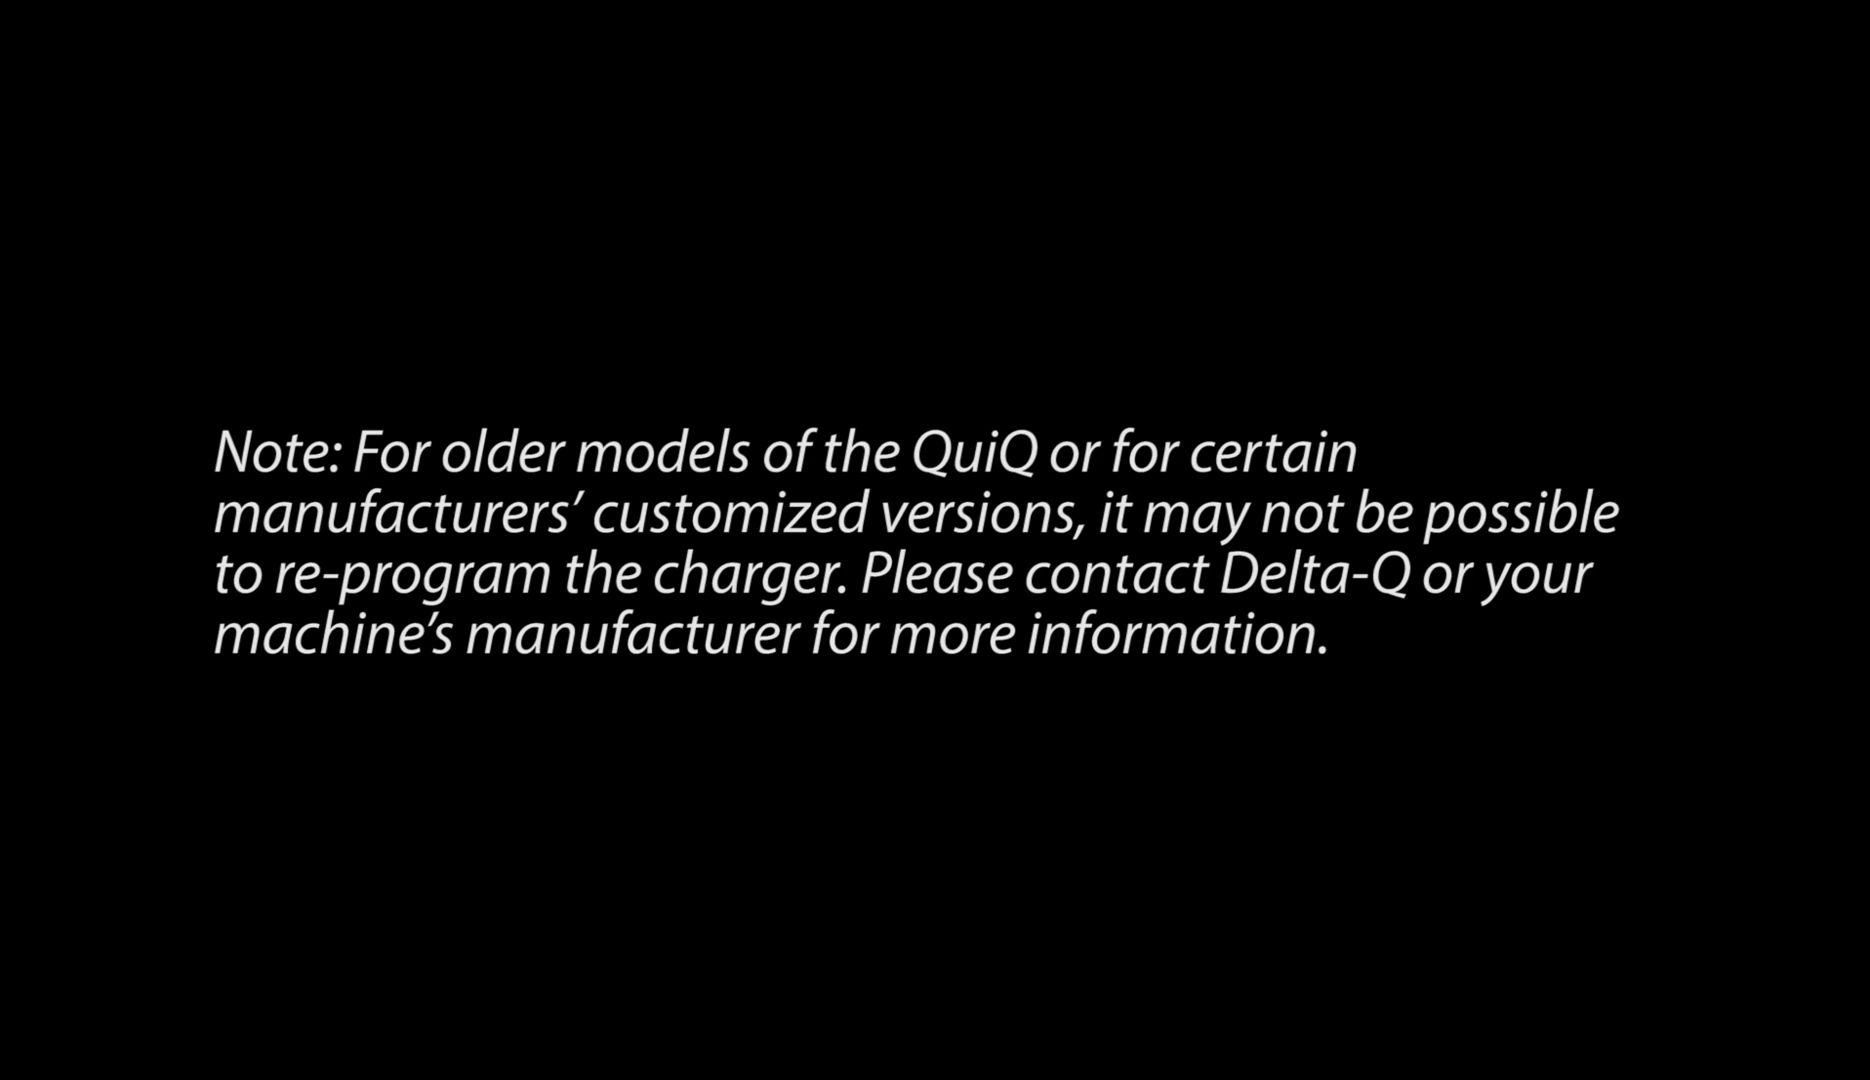 Note: For older models of the QuiQ or for certain
manufacturers’ customized versions, it may not be possible
to re-program the charger. Please contact Delta-Q or your
machine’s manufacturer for more information.